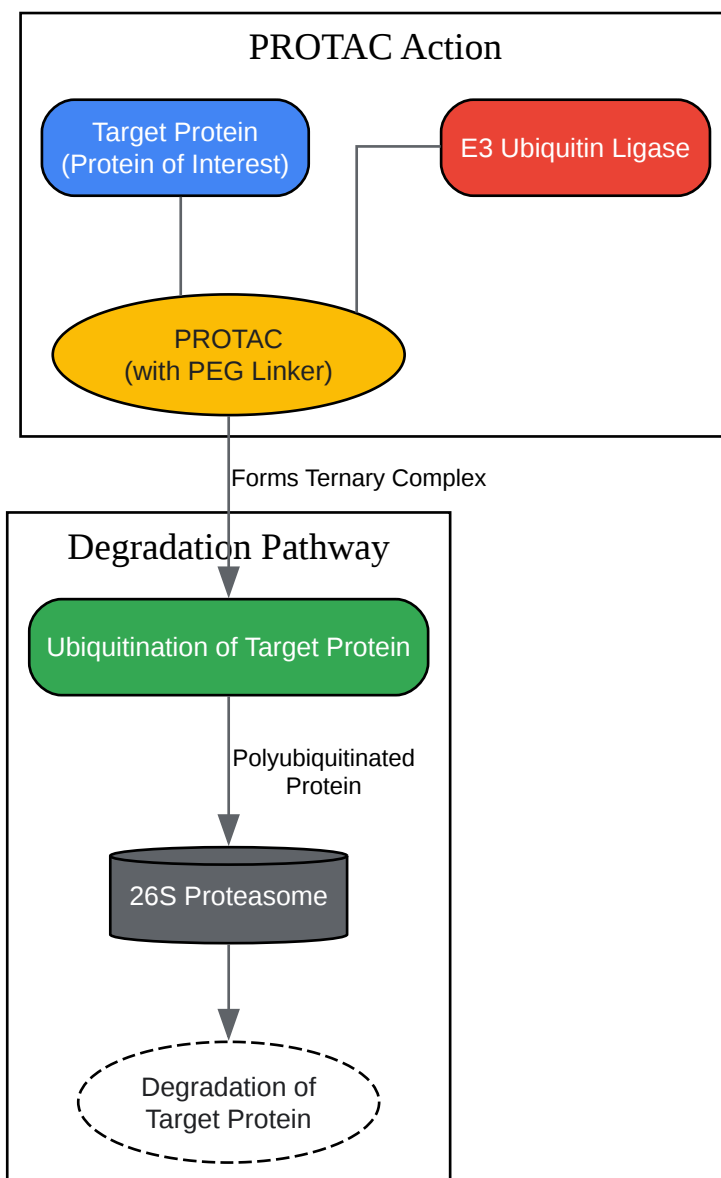 PROTAC Action
Target Protein
(Protein of Interest)
E3 Ubiquitin Ligase
PROTAC
(with PEG Linker)
Forms Ternary Complex
Degradation Pathway
Ubiquitination of Target Protein
Polyubiquitinated
Protein
26S Proteasome
Degradation of
Target Protein